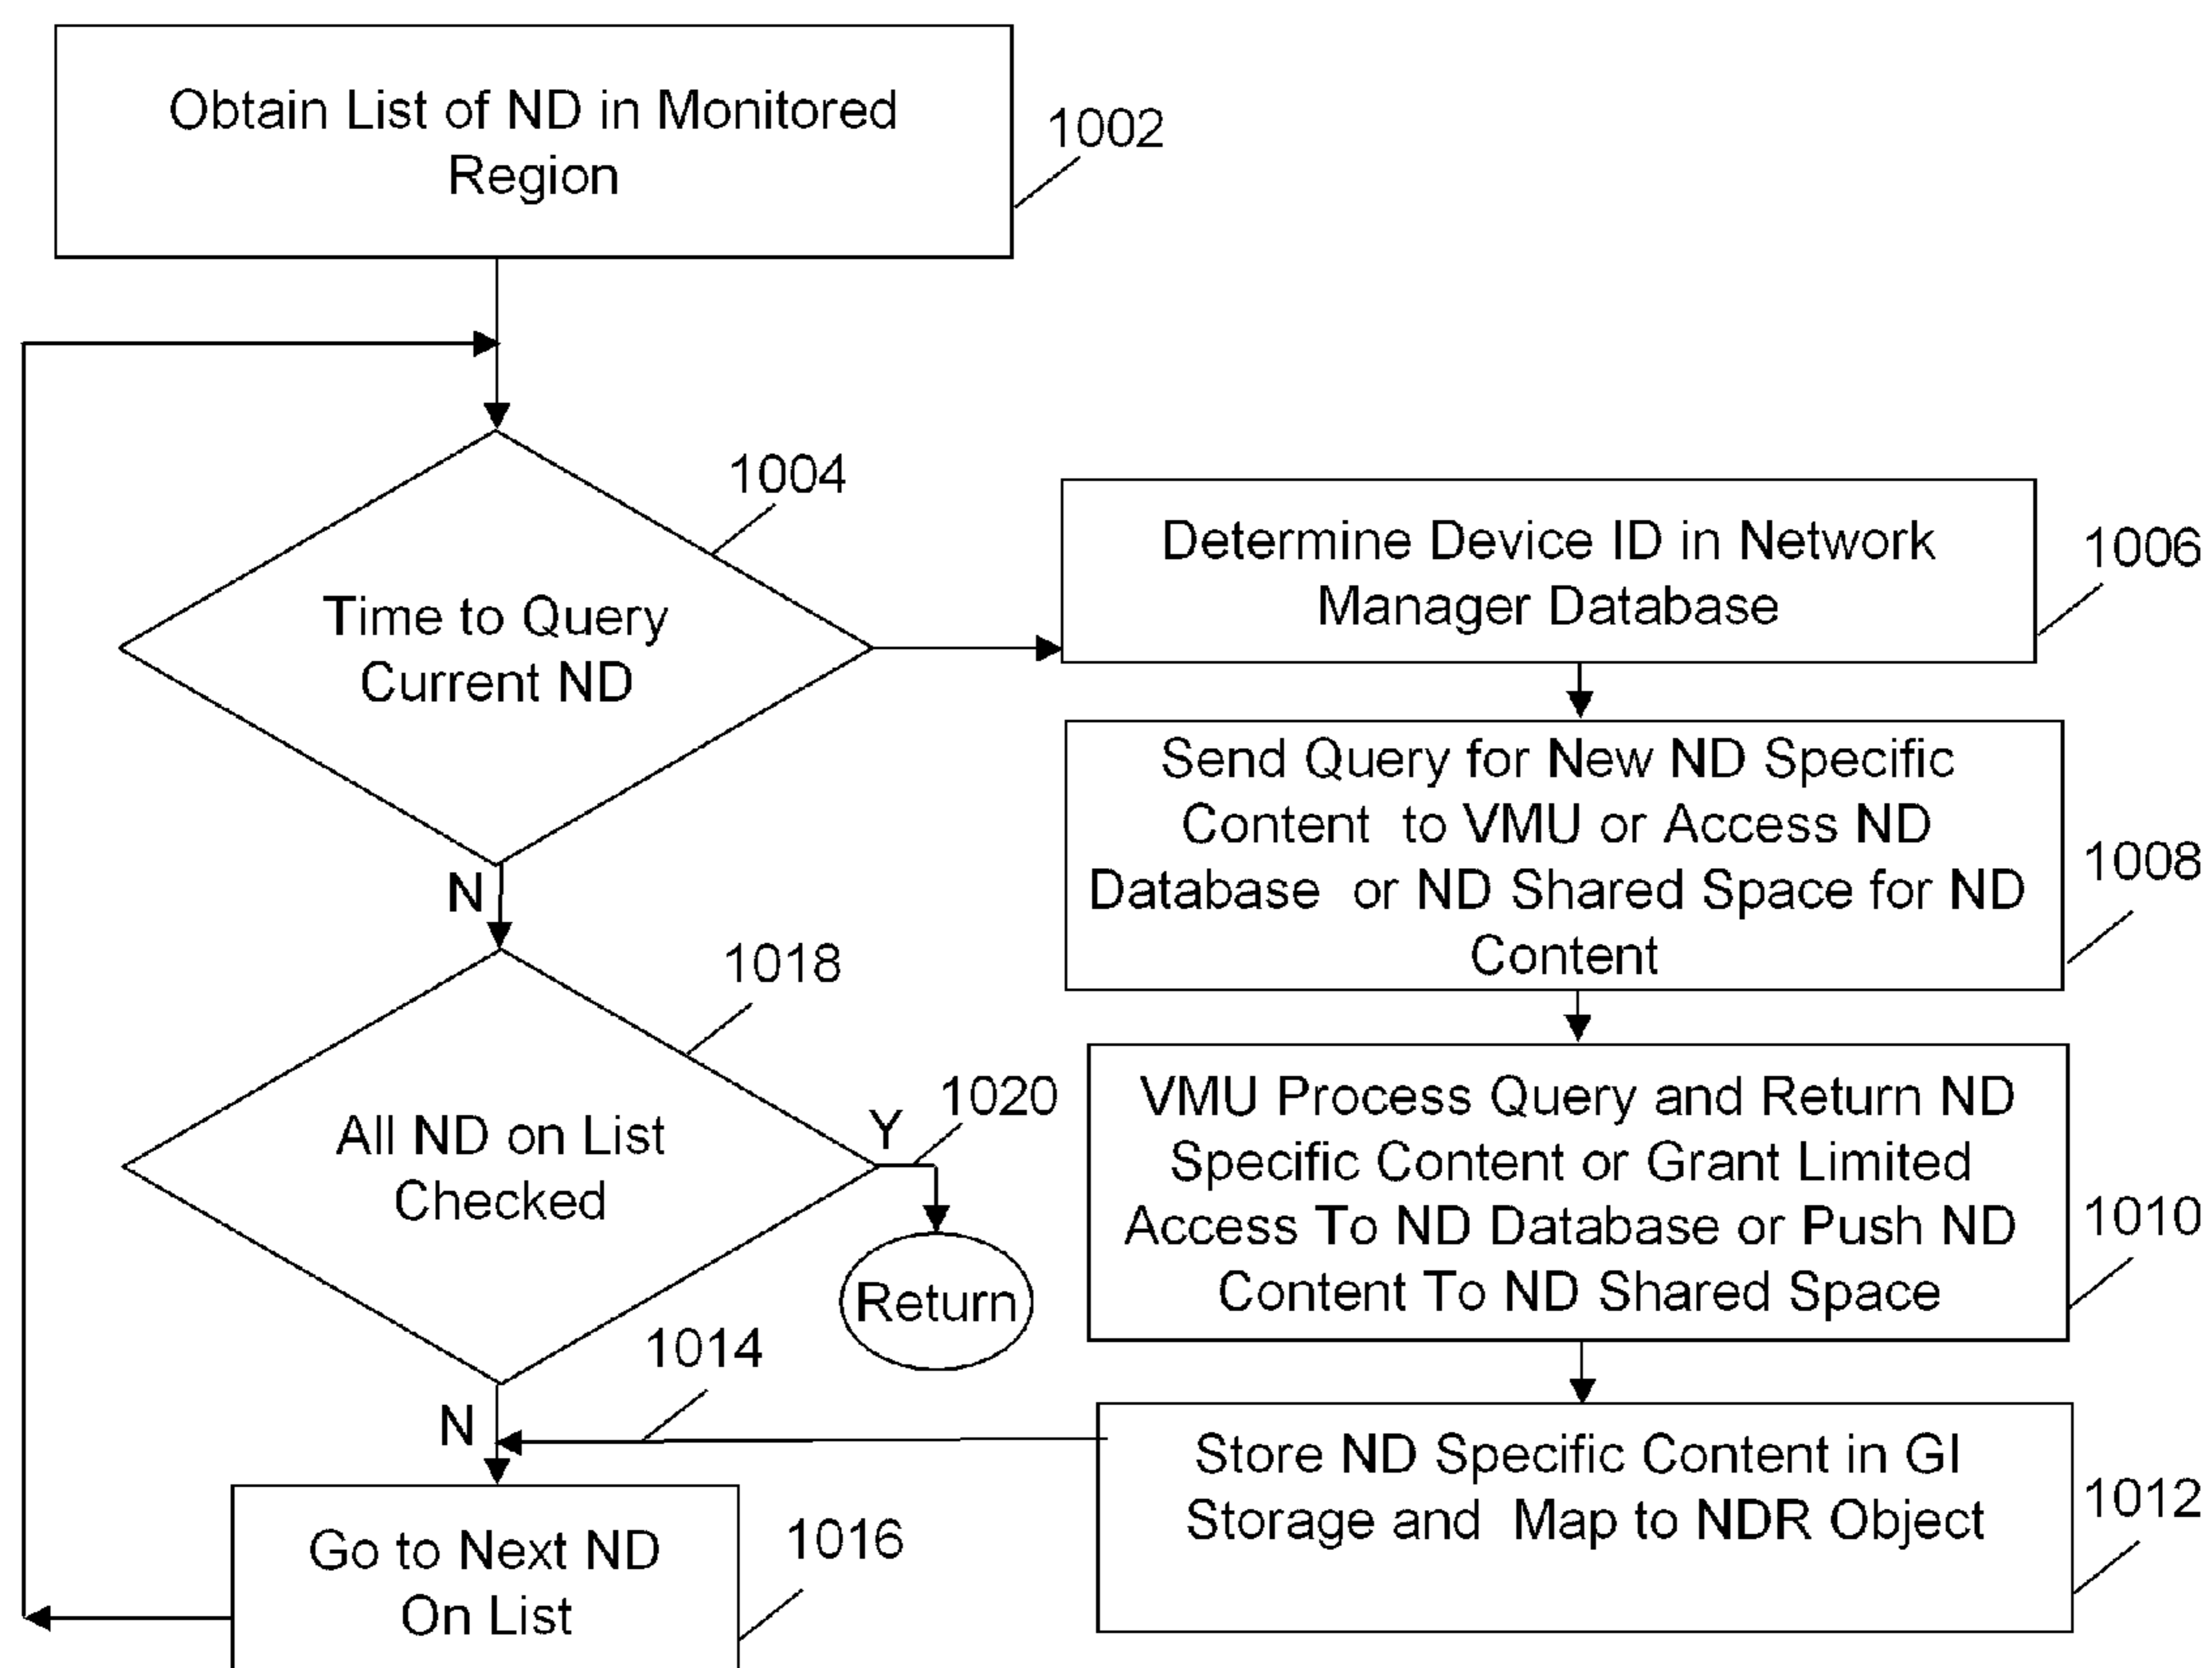 Obtain List of ND in Monitored
Region
1002
1004
Time to Query
Current ND
N
Determine Device ID in Network
Manager Database
1006
Send Query for New ND Specific
Content to VMU or Access ND
Database or ND Shared Space for ND
Content
1008
VMU Process Query and Return ND
Specific Content or Grant Limited
Access To ND Database or Push ND
Content To ND Shared Space
1010
1018
All ND on List
Checked
Y
1020
Return
1014
N
Store ND Specific Content in GI
Storage and Map to NDR Object
1012
Go to Next ND
On List
1016